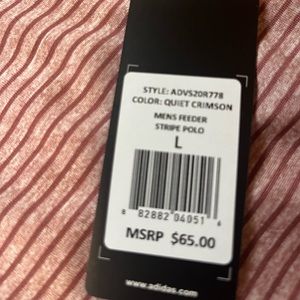 STYLE: ADVS20R778
COLOR: QUIET CRIMSON
MENS FEEDER
STRIPE POLO
L
8 82882 04051 6
MSRP $65.00
www.adidas.com